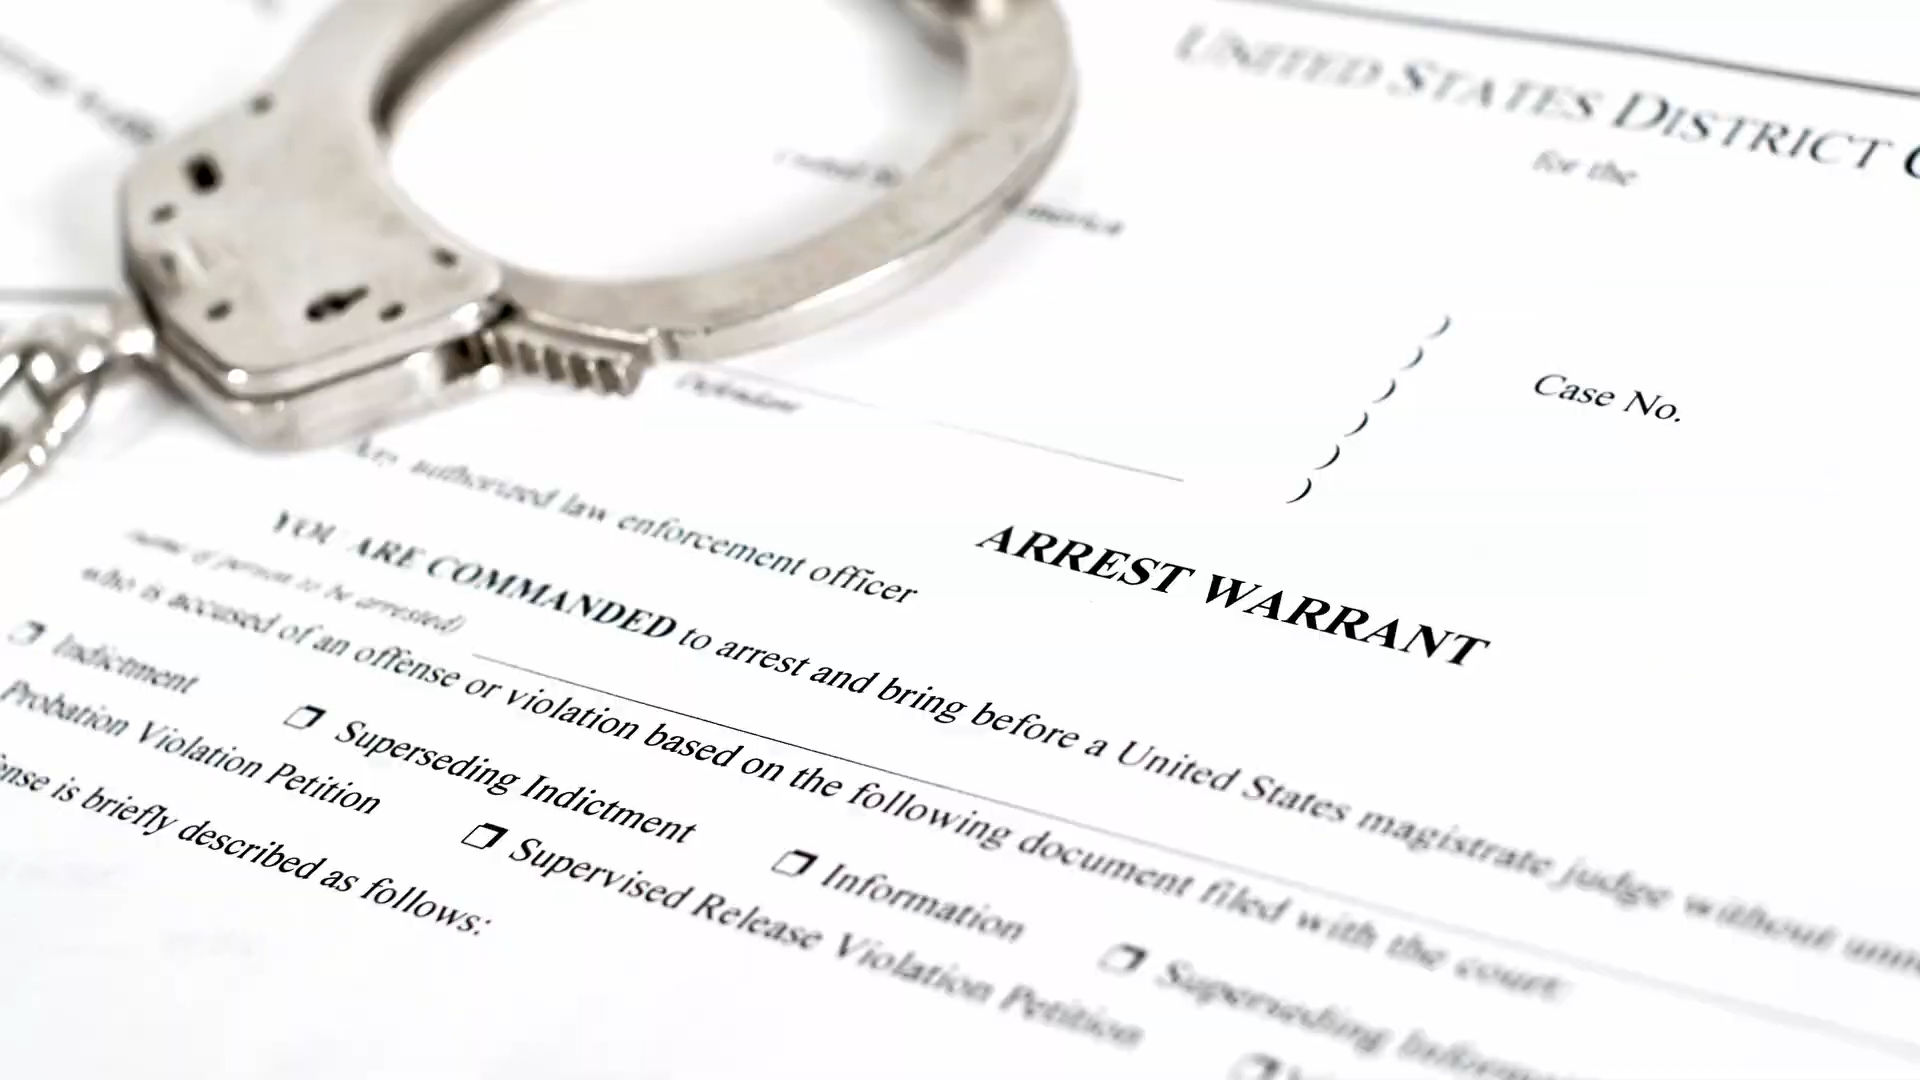 UNITED STATES DISTRICT
for the
Case No.
Defendant
ARREST WARRANT
Any authorized law enforcement officer
YOU ARE COMMANDED to arrest and bring before a United States magistrate judge without
(name of person to be arrested)
who is accused of an offense or violation based on the following document filed with the court:
Indictment Superseding Indictment Information Superseding Information
Probation Violation Petition Supervised Release Violation Petition
is briefly described as follows: